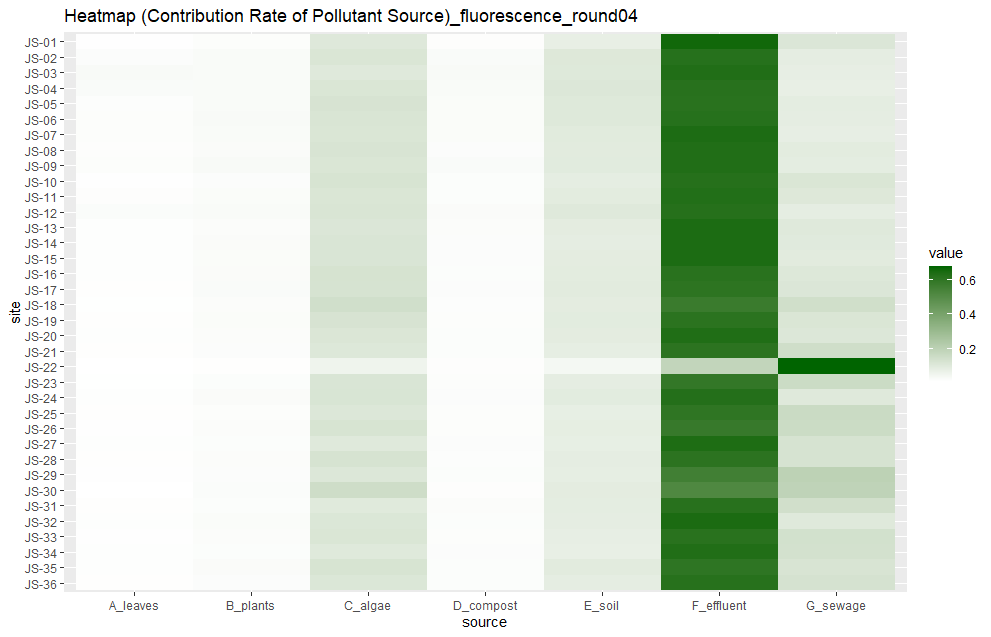 Heatmap (Contribution Rate of Pollutant Source)_fluorescence_round04
JS-01
JS-02
JS-03
JS-04
JS-05
JS-06
JS-07
JS-08
JS-09
JS-10
JS-11
JS-12
JS-13
JS-14
JS-15
JS-16
JS-17
JS-18
JS-19
JS-20
JS-21
JS-22
JS-23
JS-24
JS-25
JS-26
JS-27
JS-28
JS-29
JS-30
JS-31
JS-32
JS-33
JS-34
JS-35
JS-36
site
A_leaves B_plants C_algae D_compost E_soil F_effluent G_sewage
source
value
0.6
0.4
0.2